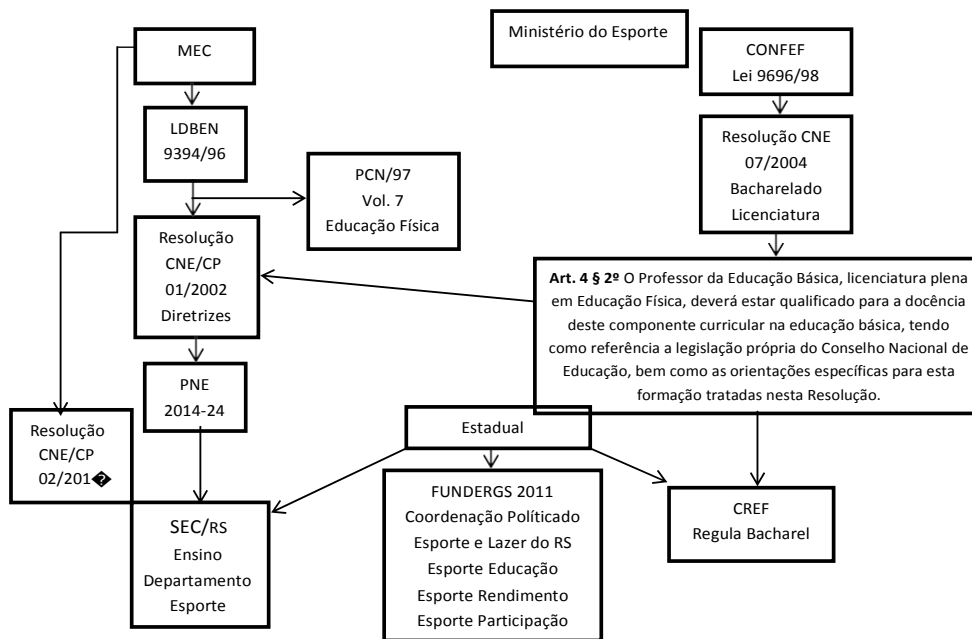 MEC
Ministério do Esporte
CONFEF
Lei 9696/98
LDBEN
9394/96
Resolução CNE
07/2004
Bacharelado
Licenciatura
PCN/97
Vol. 7
Educação Física
Resolução
CNE/CP
01/2002
Diretrizes
Art. 4 § 2º O Professor da Educação Básica, licenciatura plena
em Educação Física, deverá estar qualificado para a docência
deste componente curricular na educação básica, tendo
como referência a legislação própria do Conselho Nacional de
Educação, bem como as orientações específicas para esta
formação tratadas nesta Resolução.
PNE
2014-24
Resolução
CNE/CP
02/201�
Estadual
SEC/RS
Ensino
Departamento
Esporte
FUNDERGS 2011
Coordenação Políticado
Esporte e Lazer do RS
Esporte Educação
Esporte Rendimento
Esporte Participação
CREF
Regula Bacharel